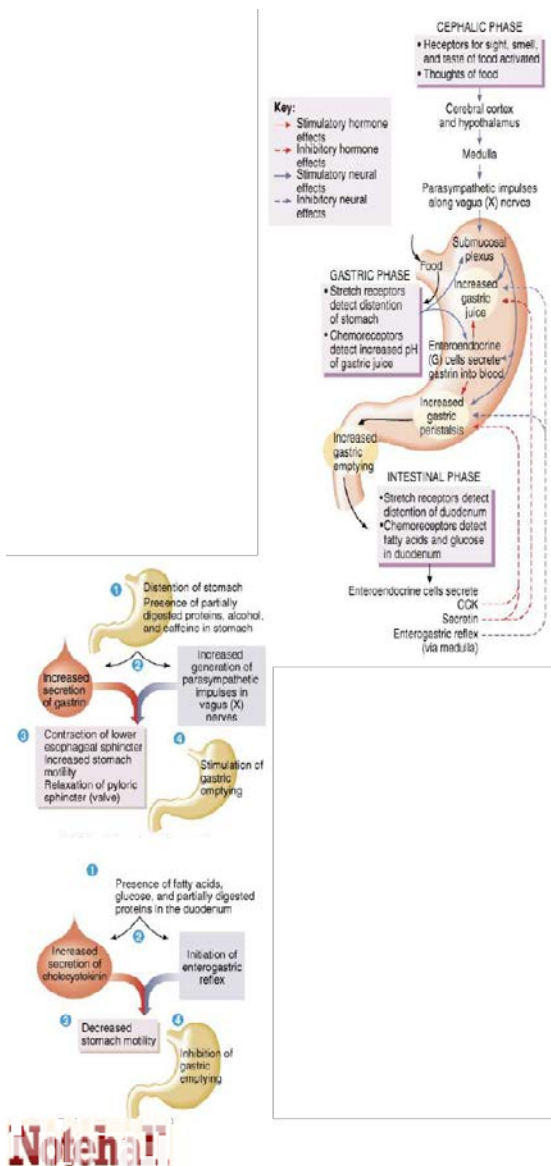 CEPHALIC PHASE
• Receptors for sight, smell,
and taste of food activated
• Thoughts of food
Cerebral cortex
and hypothalamus
Medulla
Parasympathetic impulses
along vagus (X) nerves
Key:
Stimulatory hormone
effects
Inhibitory hormone
effects
Stimulatory neural
effects
Inhibitory neural
effects
Submucosal
plexus
Food
Increased
gastric
juice
GASTRIC PHASE
• Stretch receptors
detect distention
of stomach
• Chemoreceptors
detect increased pH
of gastric juice
Enteroendocrine
(G) cells secrete
gastrin into blood
Increased
gastric
peristalsis
Increased
gastric
emptying
INTESTINAL PHASE
• Stretch receptors detect
distention of duodenum
• Chemoreceptors detect
fatty acids and glucose
in duodenum
Enteroendocrine cells secrete
CCK
Secretin
Enterogastric reflex
(via medulla)
1
Distention of stomach
Presence of partially
digested proteins, alcohol,
and caffeine in stomach
2
Increased
secretion
of gastrin
Increased
generation of
parasympathetic
impulses in
vagus (X)
nerves
3
Contraction of lower
esophageal sphincter
Increased stomach
motility
Relaxation of pyloric
sphincter (valve)
4
Stimulation of
gastric
emptying
1
Presence of fatty acids,
glucose, and partially digested
proteins in the duodenum
2
Increased
secretion of
cholecystokinin
Initiation of
enterogastric
reflex
3
Decreased
stomach motility
4
Inhibition of
gastric
emptying